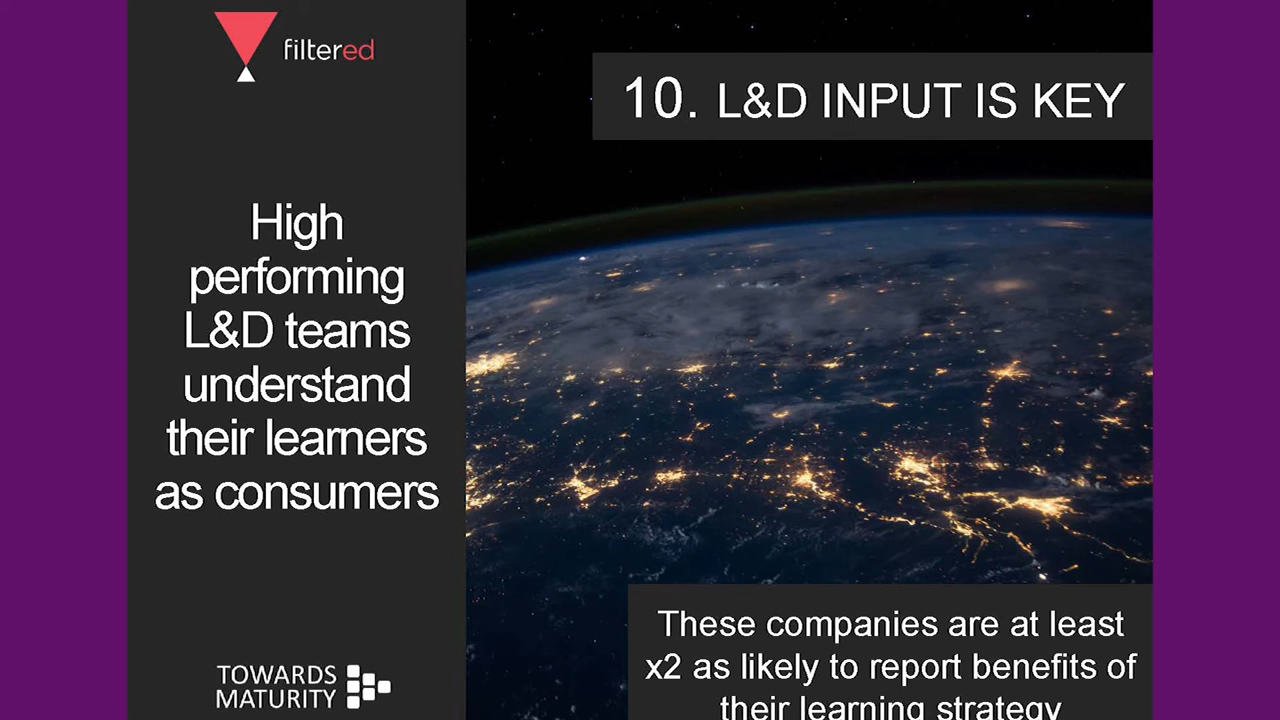 filtered
10. L&D INPUT IS KEY
High
performing
L&D teams
understand
their learners
as consumers
These companies are at least
x2 as likely to report benefits of
their learning strategy
TOWARDS
MATURITY